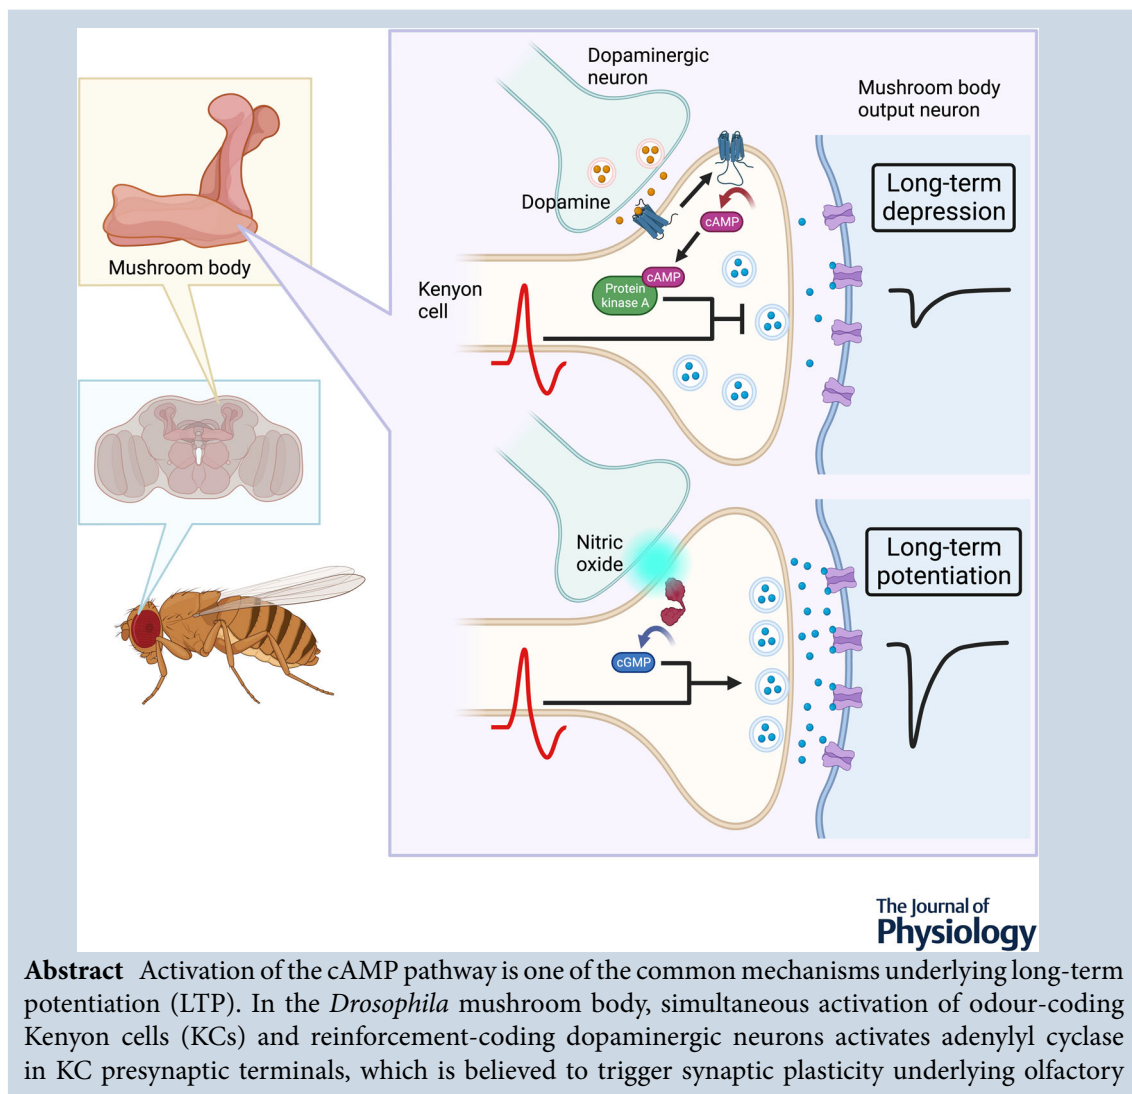 Dopaminergic
neuron
Mushroom body
output neuron
Long-term
depression
Dopamine
cAMP
cAMP
Protein
kinase A
Mushroom body
Kenyon
cell
Nitric
oxide
Long-term
potentiation
cGMP
The Journal of
Physiology
Abstract Activation of the cAMP pathway is one of the common mechanisms underlying long-term
potentiation (LTP). In the Drosophila mushroom body, simultaneous activation of odour-coding
Kenyon cells (KCs) and reinforcement-coding dopaminergic neurons activates adenylyl cyclase
in KC presynaptic terminals, which is believed to trigger synaptic plasticity underlying olfactory